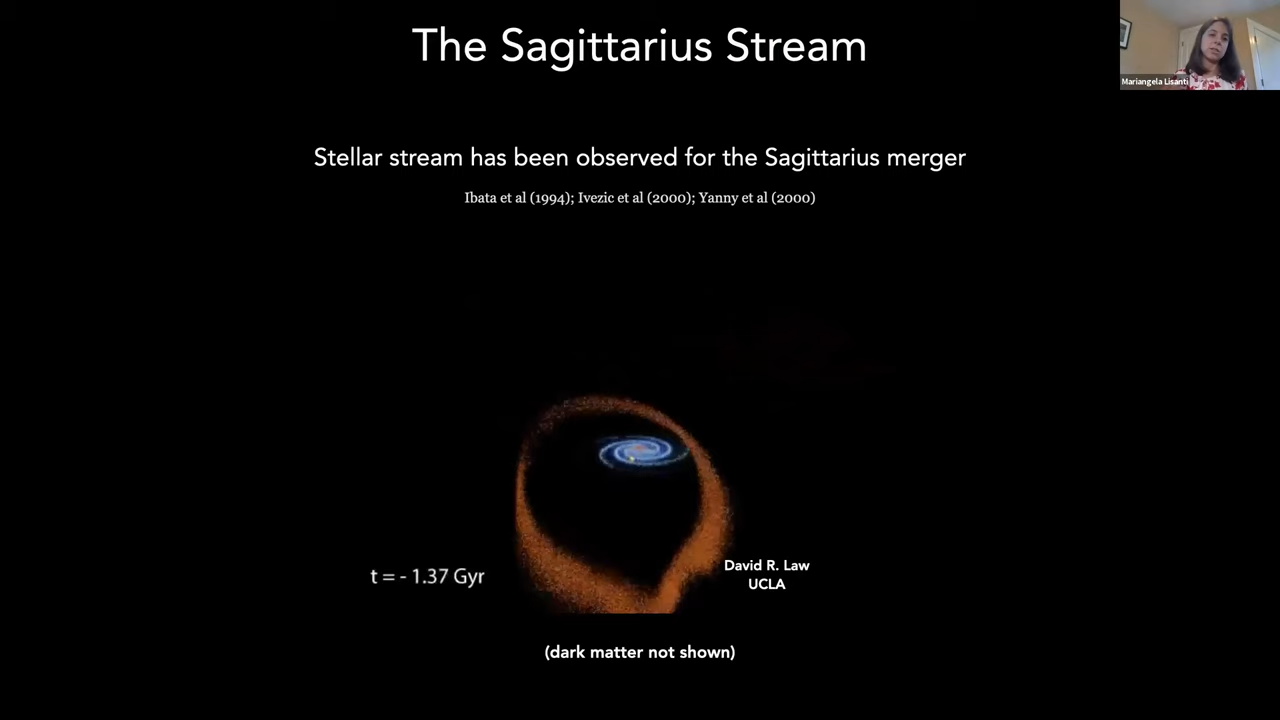 The Sagittarius Stream
Mariangela Lisanti
Stellar stream has been observed for the Sagittarius merger
Ibata et al (1994); Ivezic et al (2000); Yanny et al (2000)
t = - 1.37 Gyr
David R. Law
UCLA
(dark matter not shown)